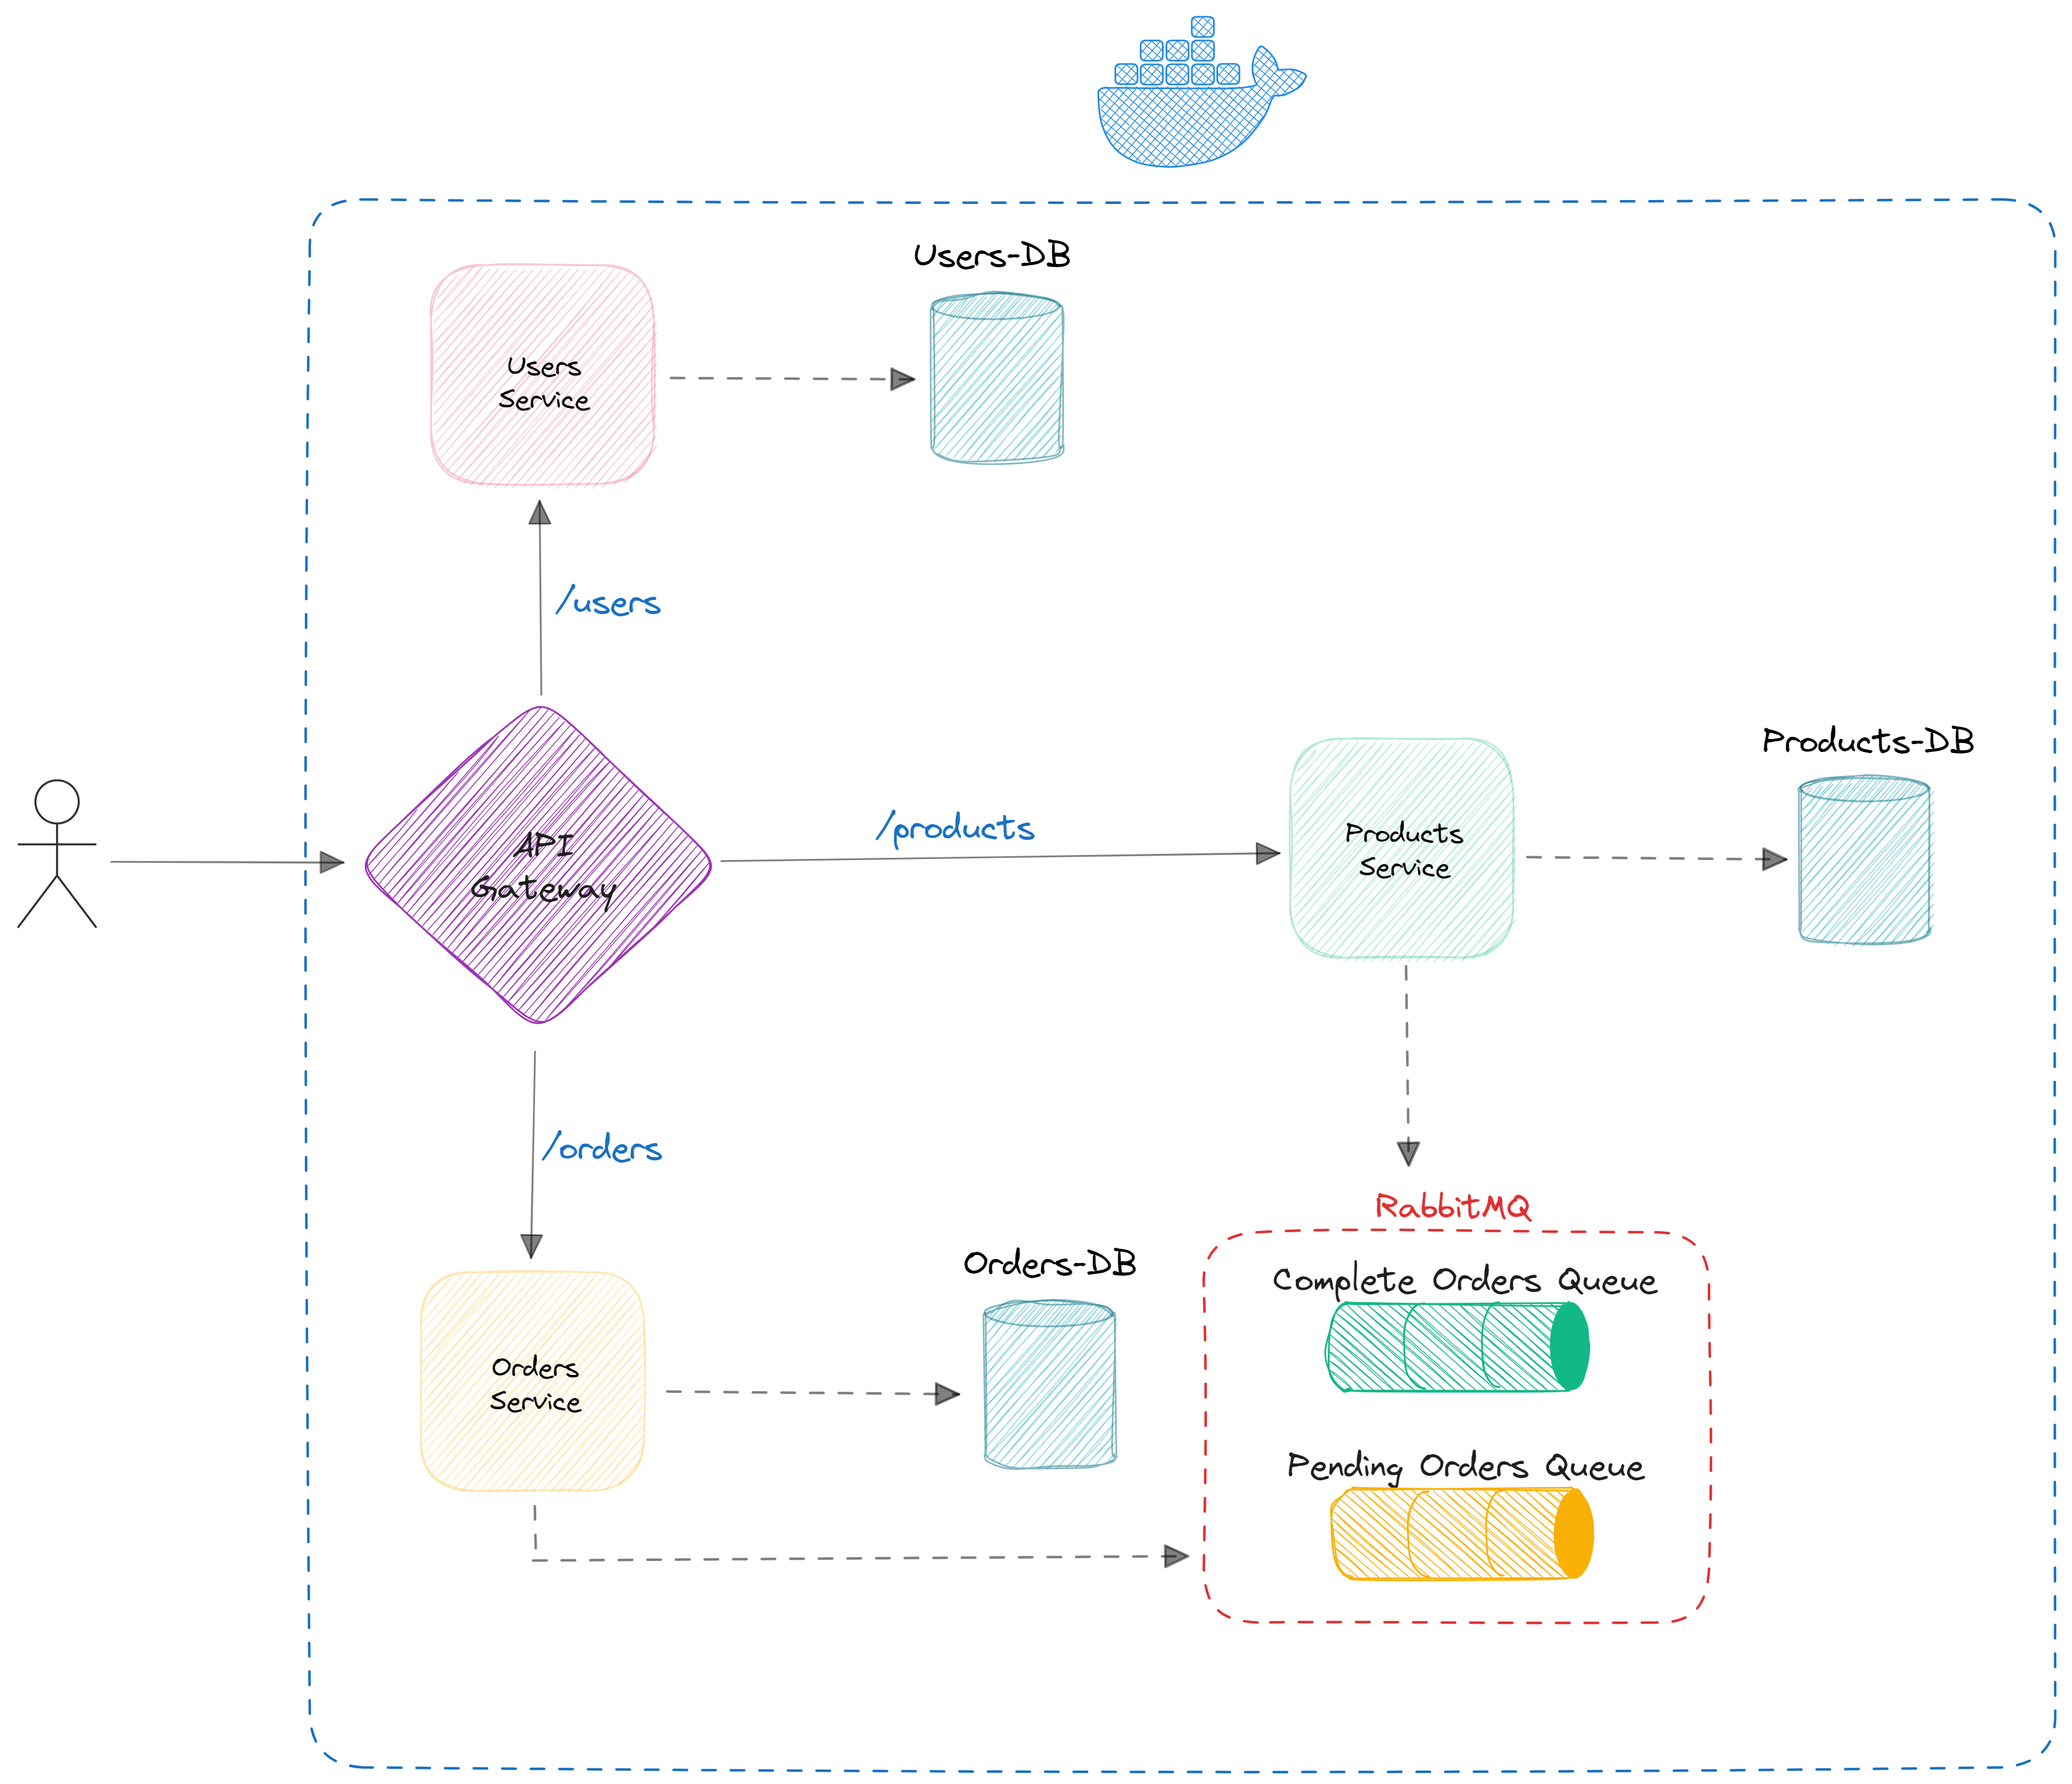 Users-DB
Users
Service
/users
Products-DB
/products
API
Gateway
Products
Service
/orders
RabbitMQ
Orders-DB
Complete Orders Queue
Orders
Service
Pending Orders Queue